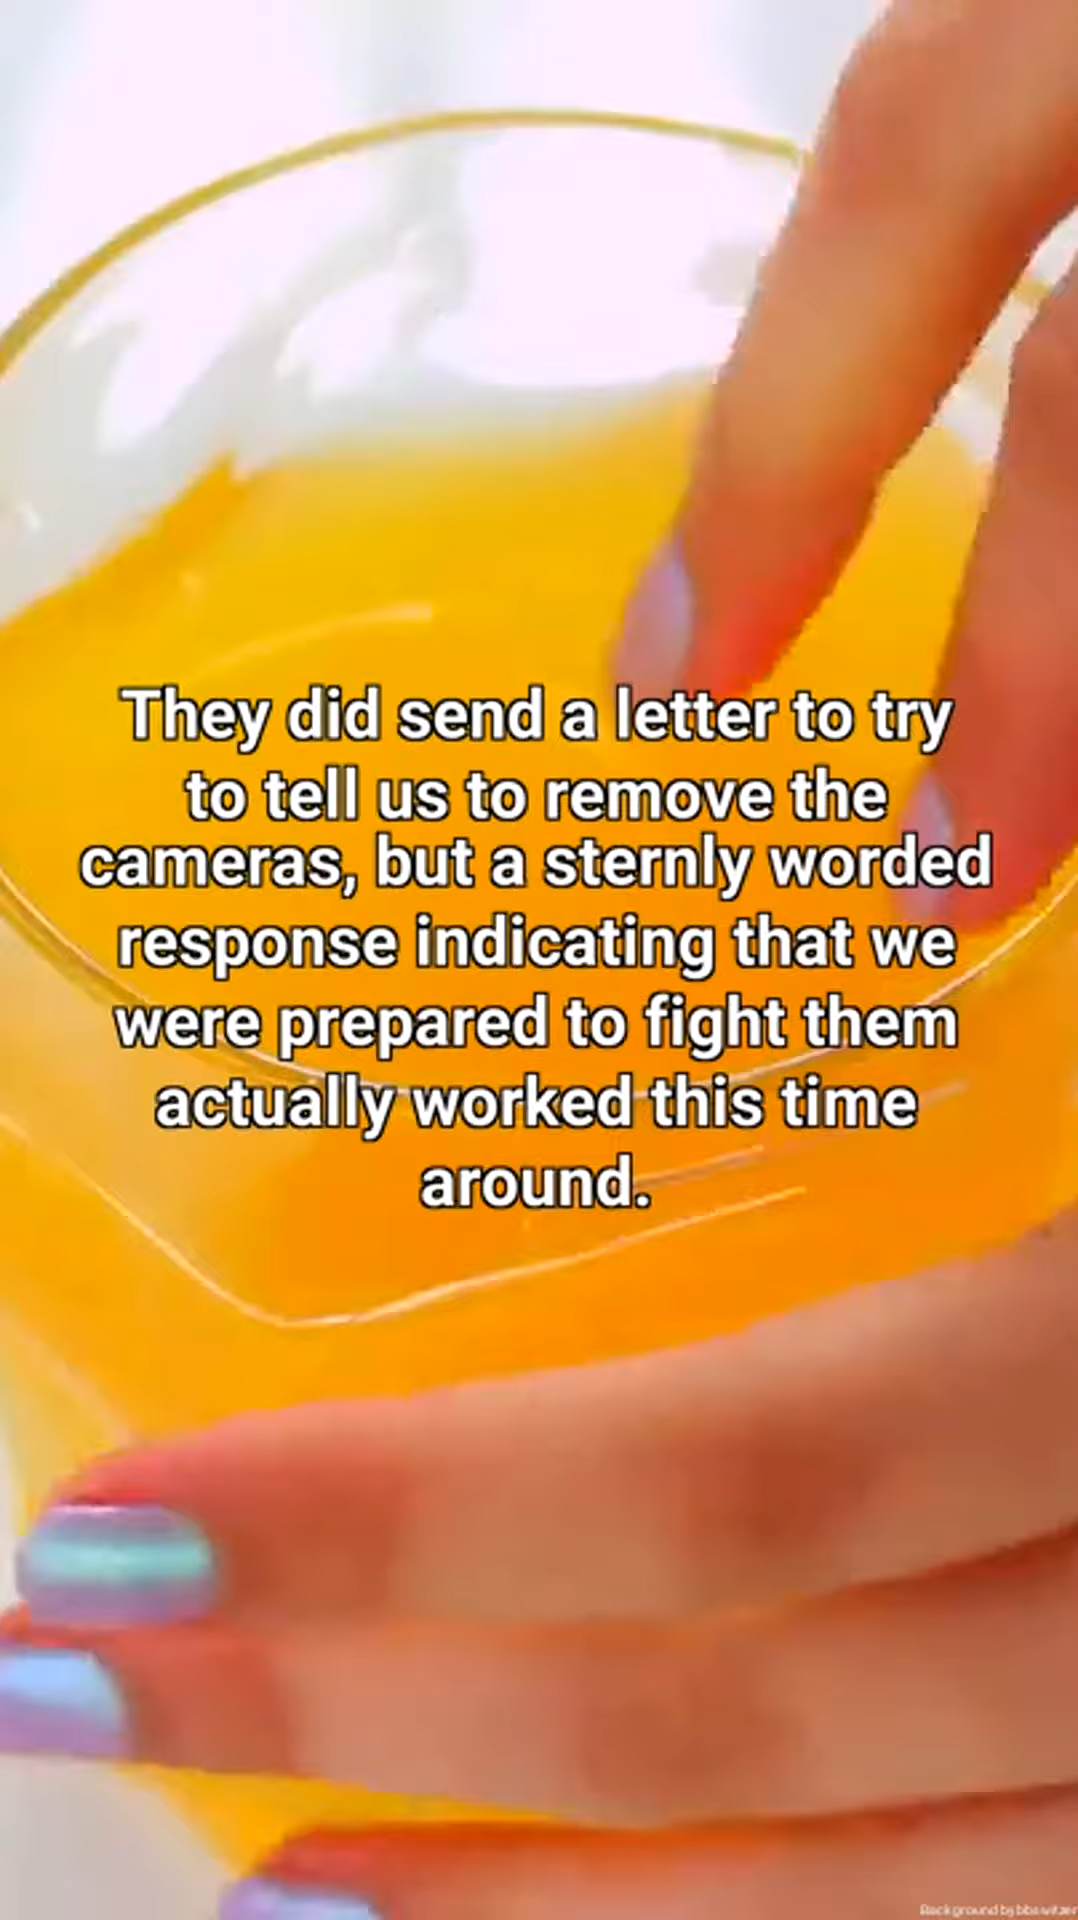 They did send a letter to try
to tell us to remove the
cameras, but a sternly worded
response indicating that we
were prepared to fight them
actually worked this time
around.